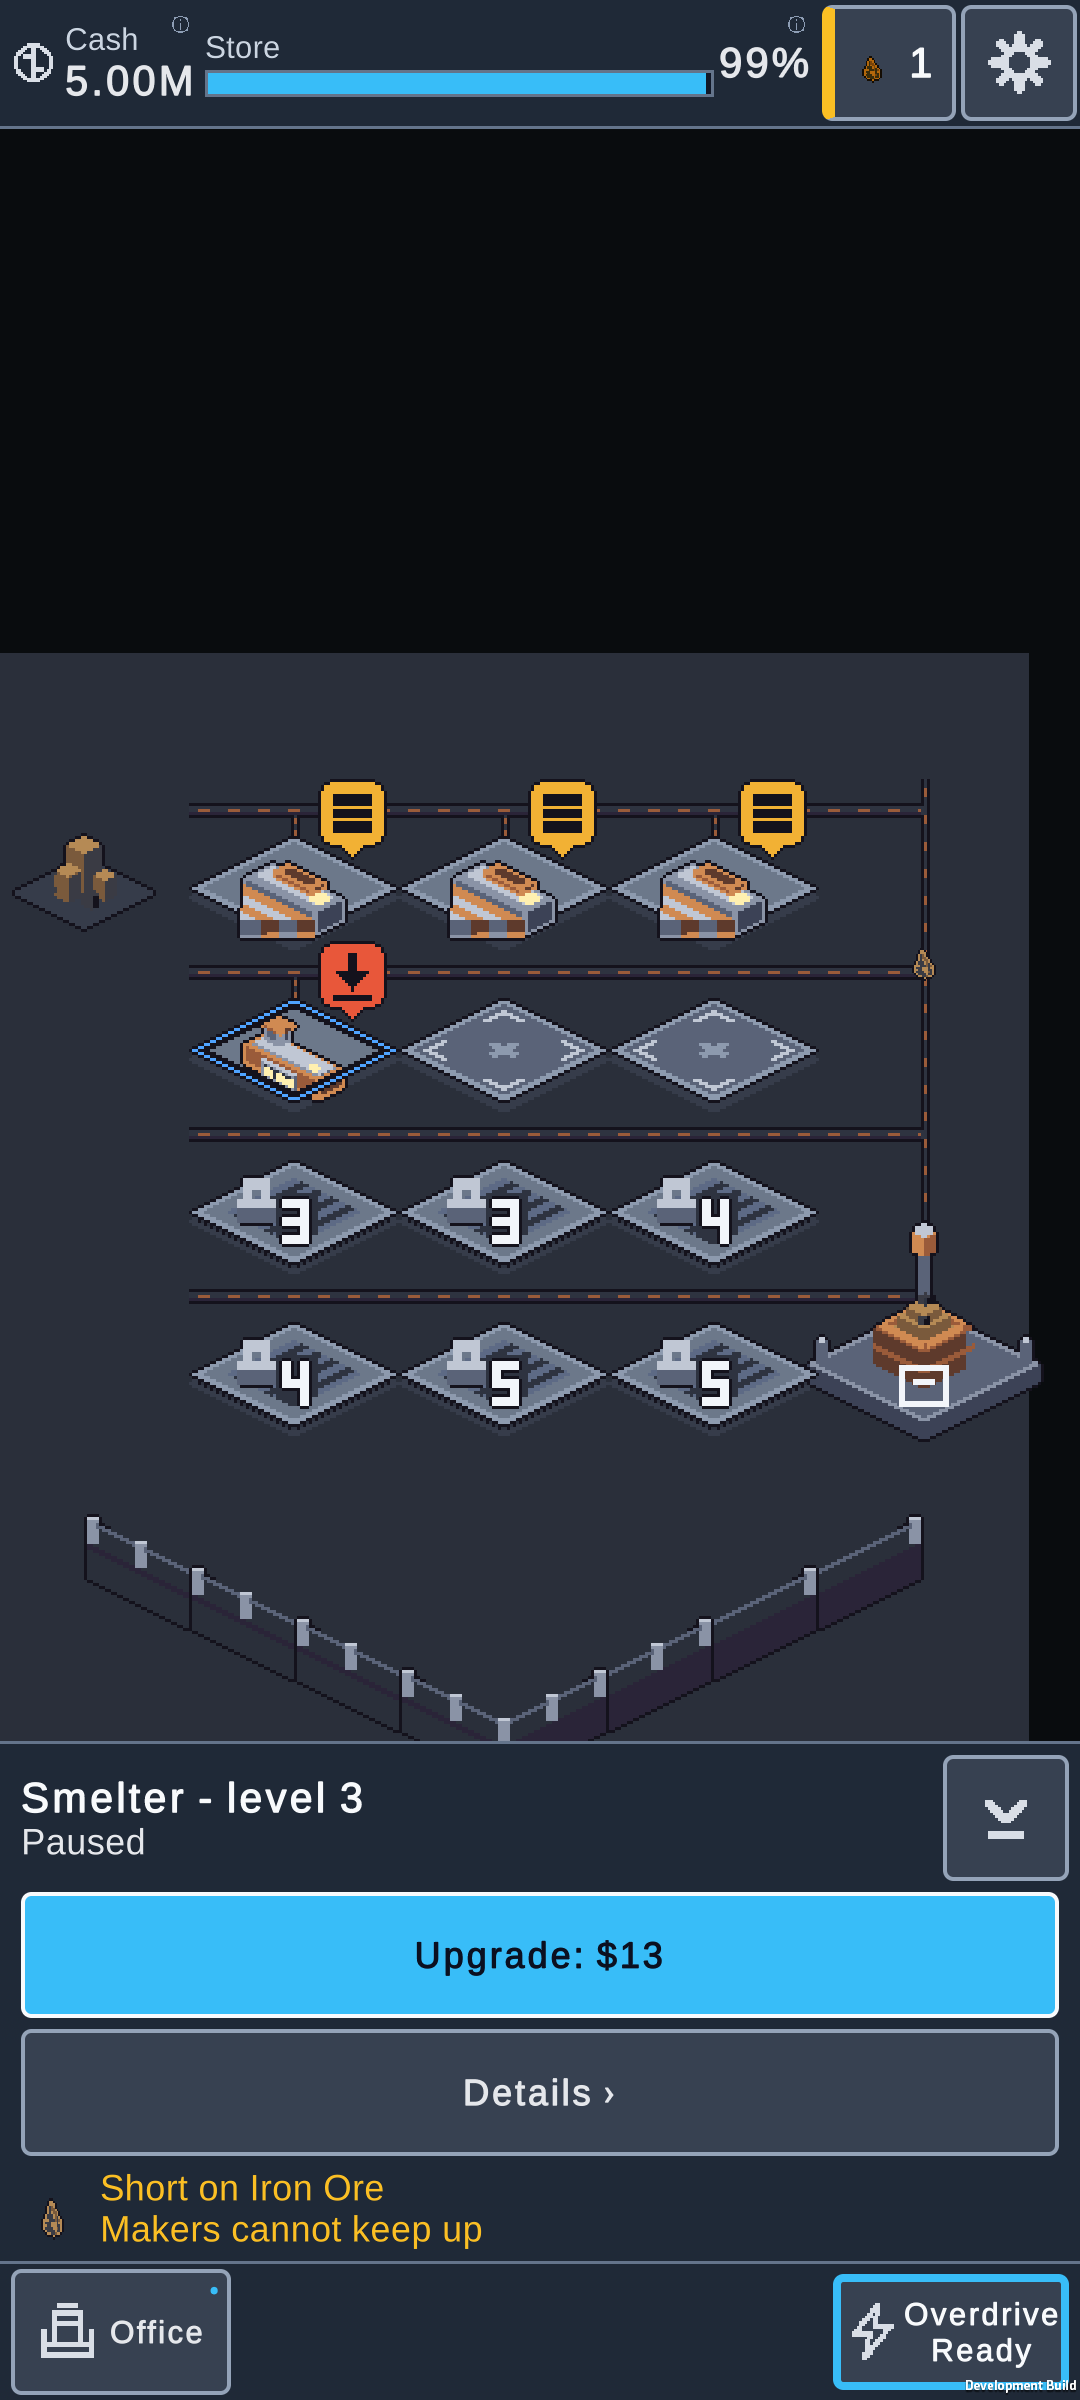 Cash
5.00M
Store
99%
1
3
3
4
4
5
5
Smelter - level 3
Paused
Upgrade: $13
Details ›
Short on Iron Ore
Makers cannot keep up
Office
Overdrive
Ready
Development Build